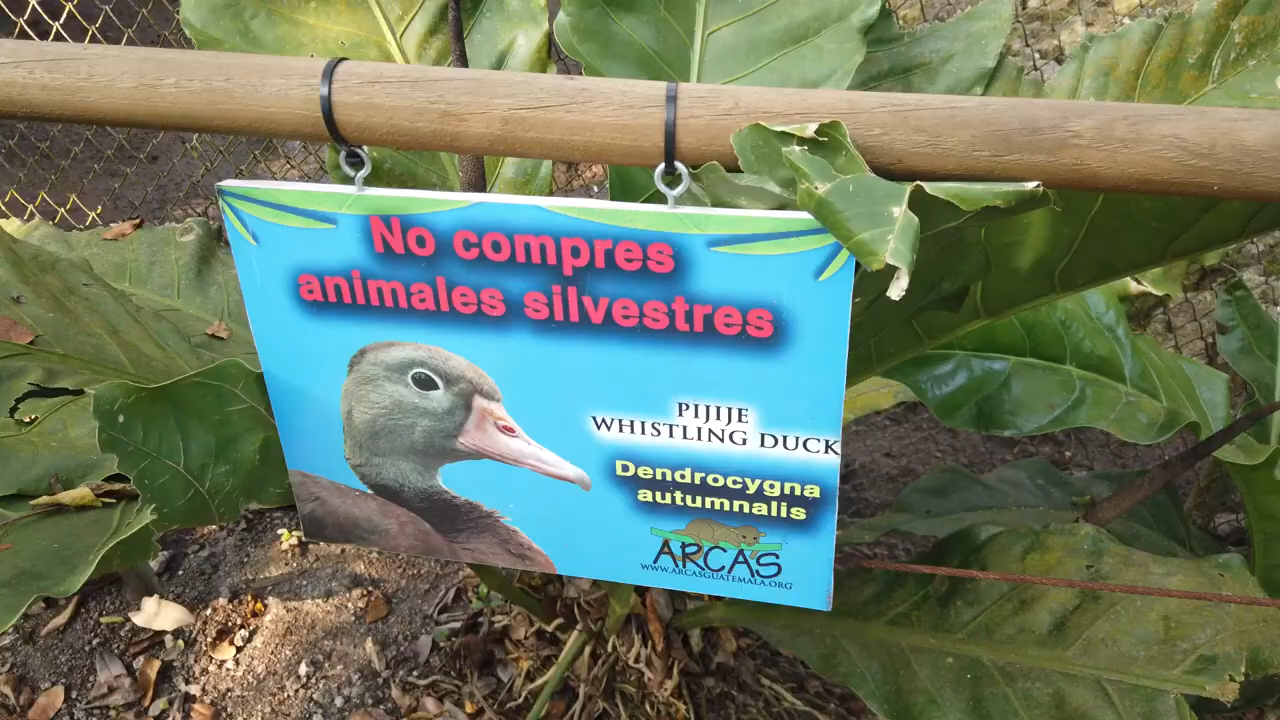 No compres
animales silvestres
PIJIJE
WHISTLING DUCK
Dendrocygna
autumnalis
ARCAS
WWW.ARCASGUATEMALA.ORG